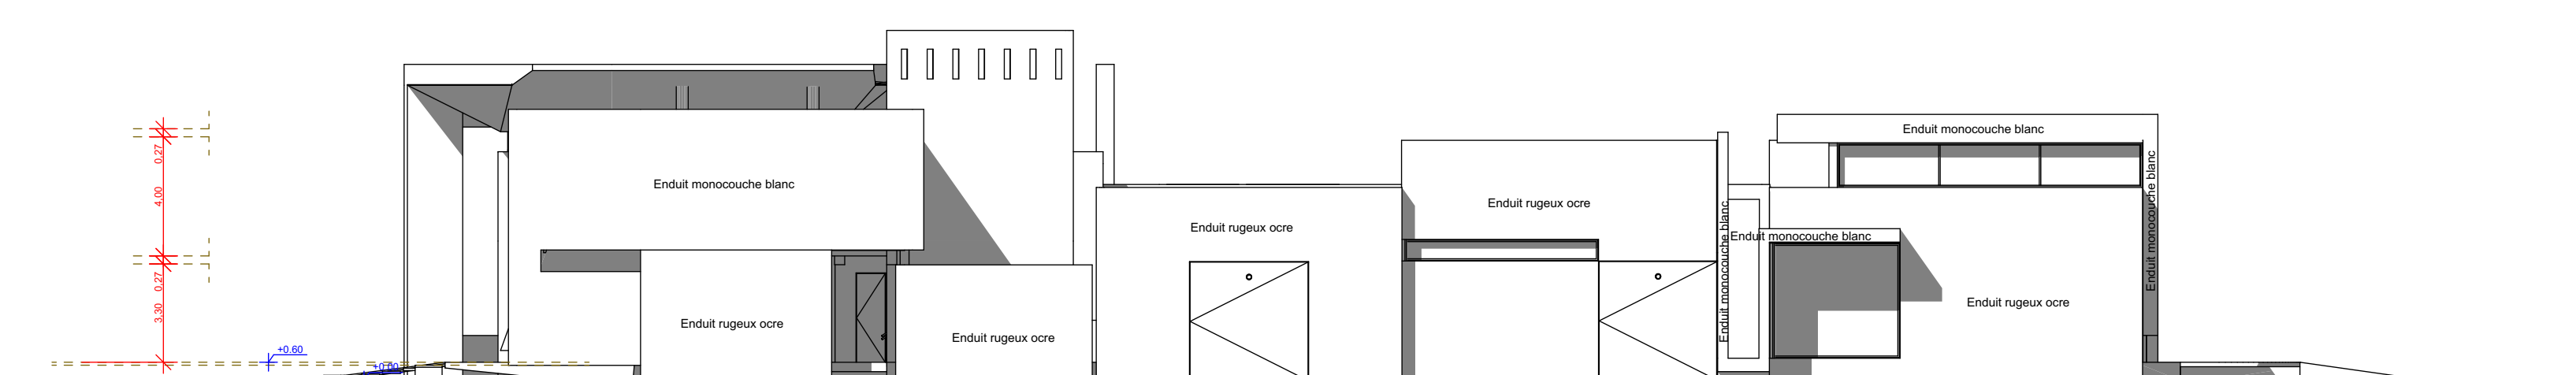 Enduit monocouche blanc
0,27
Enduit monocouche blanc
4,00
Enduit monocouche blanc
Enduit rugeux ocre
Enduit rugeux ocre
Enduit monocouche blanc
Enduit monocouche blanc
0,27
3,30
Enduit rugeux ocre
Enduit rugeux ocre
Enduit rugeux ocre
+0.60
+0.00